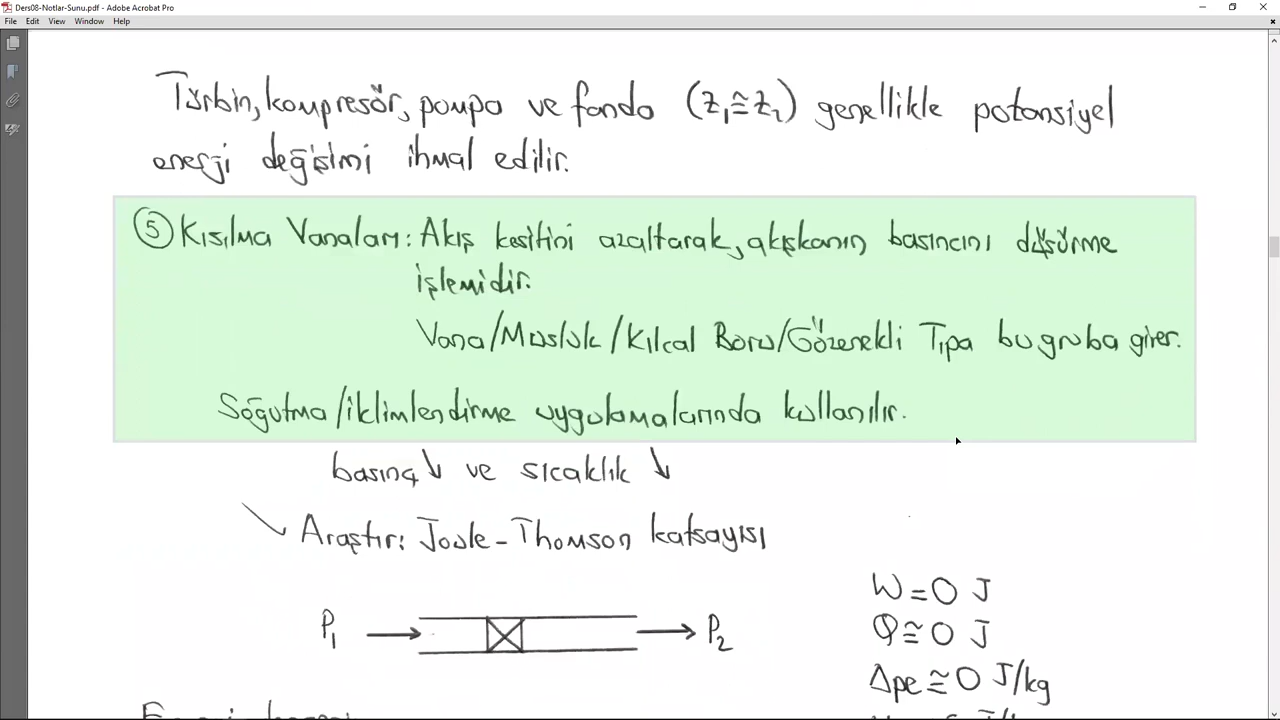 Ders08-Notlar-Sunu.pdf - Adobe Acrobat Pro
File Edit View Window Help
Türbin, kompresör, pompa ve fanda (z₁≅z₂) genellikle potansiyel
enerji değişimi ihmal edilir.
⑤ Kısılma Vanaları: Akış kesitini azaltarak, akışkanın basıncını düşürme
işlemidir.
Vana/Musluk/Kılcal Boru/Gözenekli Tıpa bu gruba girer.
Soğutma/iklimlendirme uygulamalarında kullanılır.
basınç↓ ve sıcaklık ↓
Araştır: Joule-Thomson katsayısı
P₁ → → P₂
W=0 J
Q≅0 J
Δpe≅0 J/kg